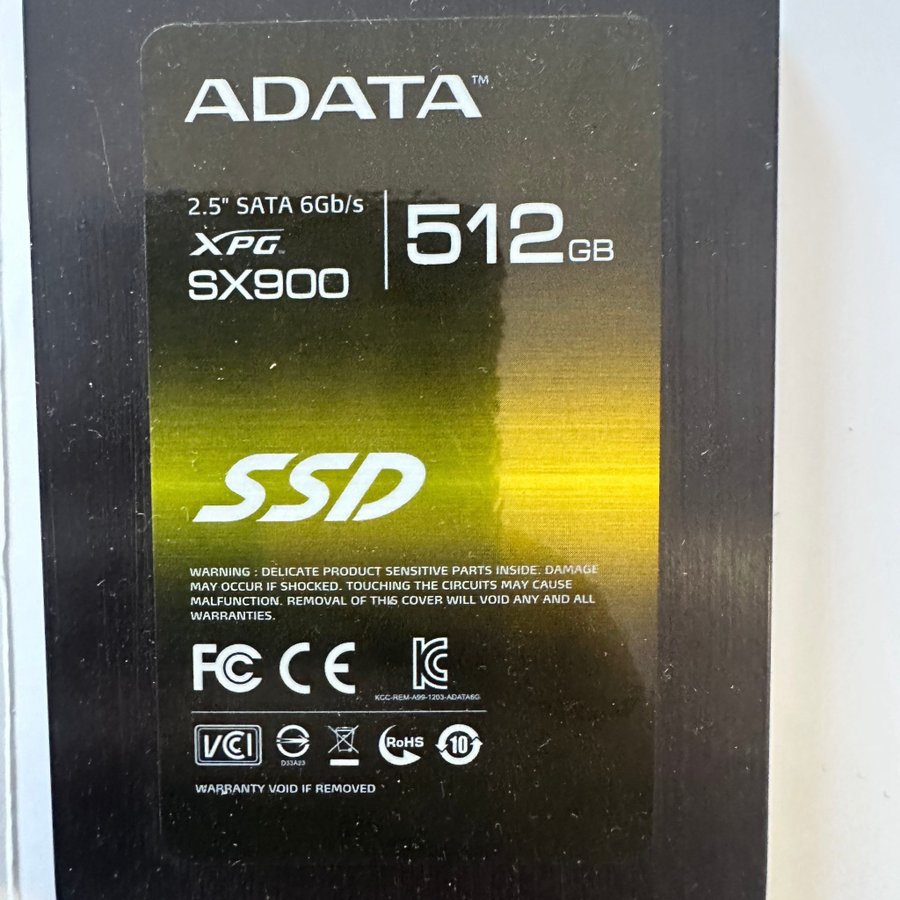 ADATA™
2.5" SATA 6Gb/s
XPG™
SX900
512GB
SSD
WARNING : DELICATE PRODUCT SENSITIVE PARTS INSIDE. DAMAGE
MAY OCCUR IF SHOCKED. TOUCHING THE CIRCUITS MAY CAUSE
MALFUNCTION. REMOVAL OF THIS COVER WILL VOID ANY AND ALL
WARRANTIES.
FC CE KC
KCC-REM-A99-1203-ADATA6G
VCI
D33A23
RoHS
10
WARRANTY VOID IF REMOVED